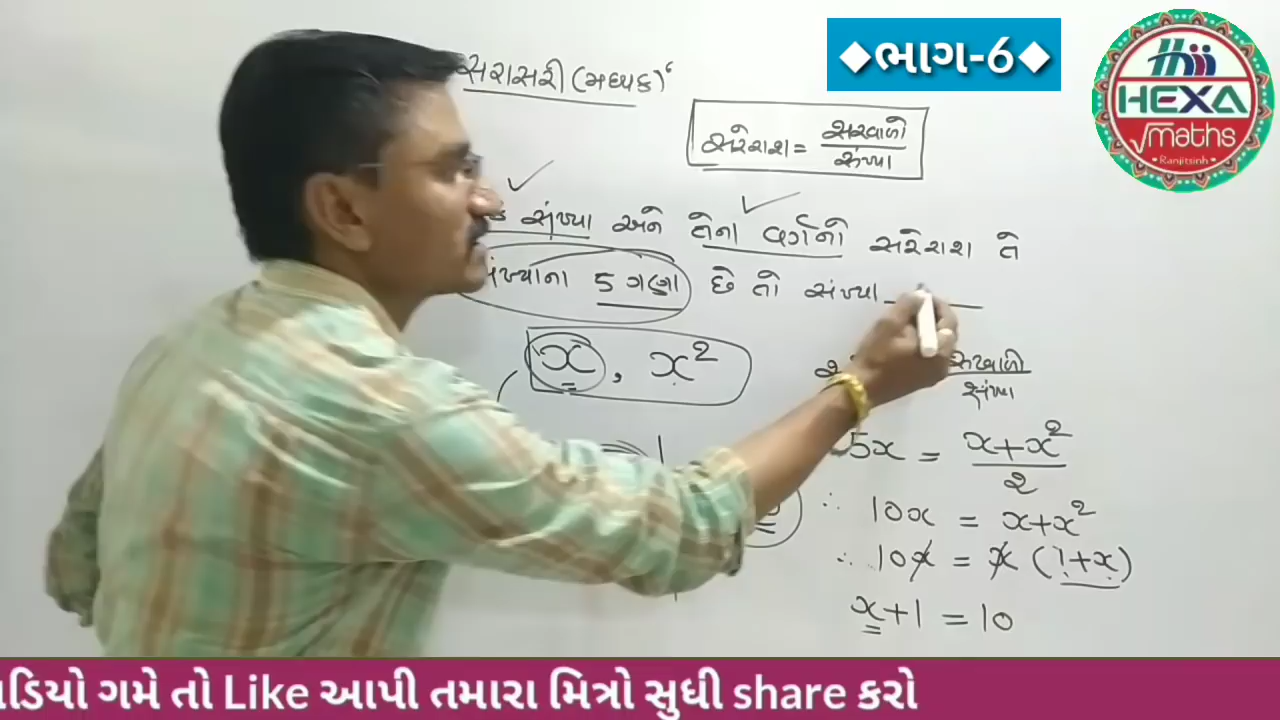 ◆ભાગ-6◆
HEXA
√maths
• Ranjitsinh •
સરાસરી (મધ્યક)
સરેરાશ = સરવાળો / સંખ્યા
સંખ્યા અને તેના વર્ગની સરેરાશ તે
સંખ્યાના 5 ગણા છે તો સંખ્યા
x, x²
સરવાળો / સંખ્યા
5x = x+x² / 2
∴ 10x = x+x²
∴ 10x = x (1+x)
x+1 = 10
ડિયો ગમે તો Like આપી તમારા મિત્રો સુધી share કરો